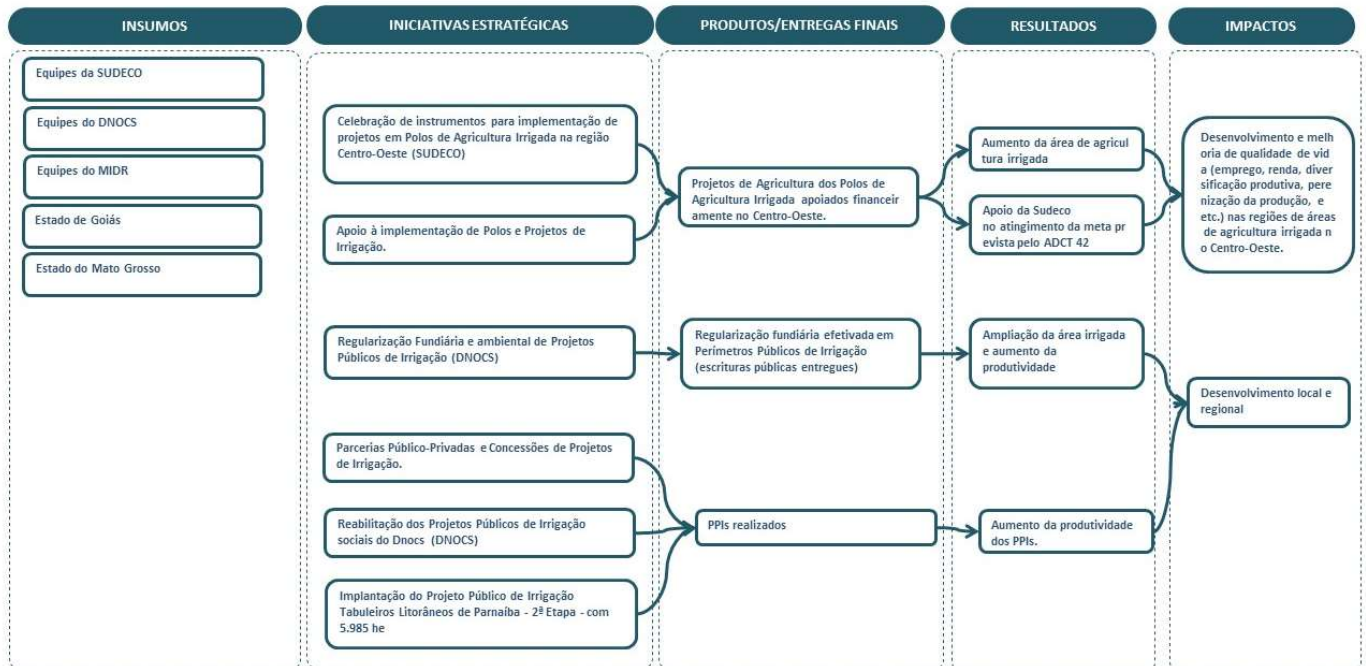 INSUMOS
INICIATIVAS ESTRATÉGICAS
PRODUTOS/ENTREGAS FINAIS
RESULTADOS
IMPACTOS
Equipes da SUDECO
Equipes do DNOCS
Equipes do MIDR
Estado de Goiás
Estado do Mato Grosso
Celebração de instrumentos para implementação de
projetos em Polos de Agricultura Irrigada na região
Centro-Oeste (SUDECO)
Apoio à implementação de Polos e Projetos de
Irrigação.
Regularização Fundiária e ambiental de Projetos
Públicos de Irrigação (DNOCS)
Parcerias Público-Privadas e Concessões de Projetos
de Irrigação.
Reabilitação dos Projetos Públicos de Irrigação
sociais do Dnocs (DNOCS)
Implantação do Projeto Público de Irrigação
Tabuleiros Litorâneos de Parnaíba - 2ª Etapa - com
5.985 he
Projetos de Agricultura dos Polos de
Agricultura Irrigada apoiados financeir
amente no Centro-Oeste.
Regularização fundiária efetivada em
Perímetros Públicos de Irrigação
(escrituras públicas entregues)
PPIs realizados
Aumento da área de agricul
tura irrigada
Apoio da Sudeco
no atingimento da meta pr
evista pelo ADCT 42
Ampliação da área irrigada
e aumento da
produtividade
Aumento da produtividade
dos PPIs.
Desenvolvimento e melh
oria de qualidade de vid
a (emprego, renda, diver
sificação produtiva, pere
nização da produção, e
etc.) nas regiões de áreas
de agricultura irrigada n
o Centro-Oeste.
Desenvolvimento local e
regional